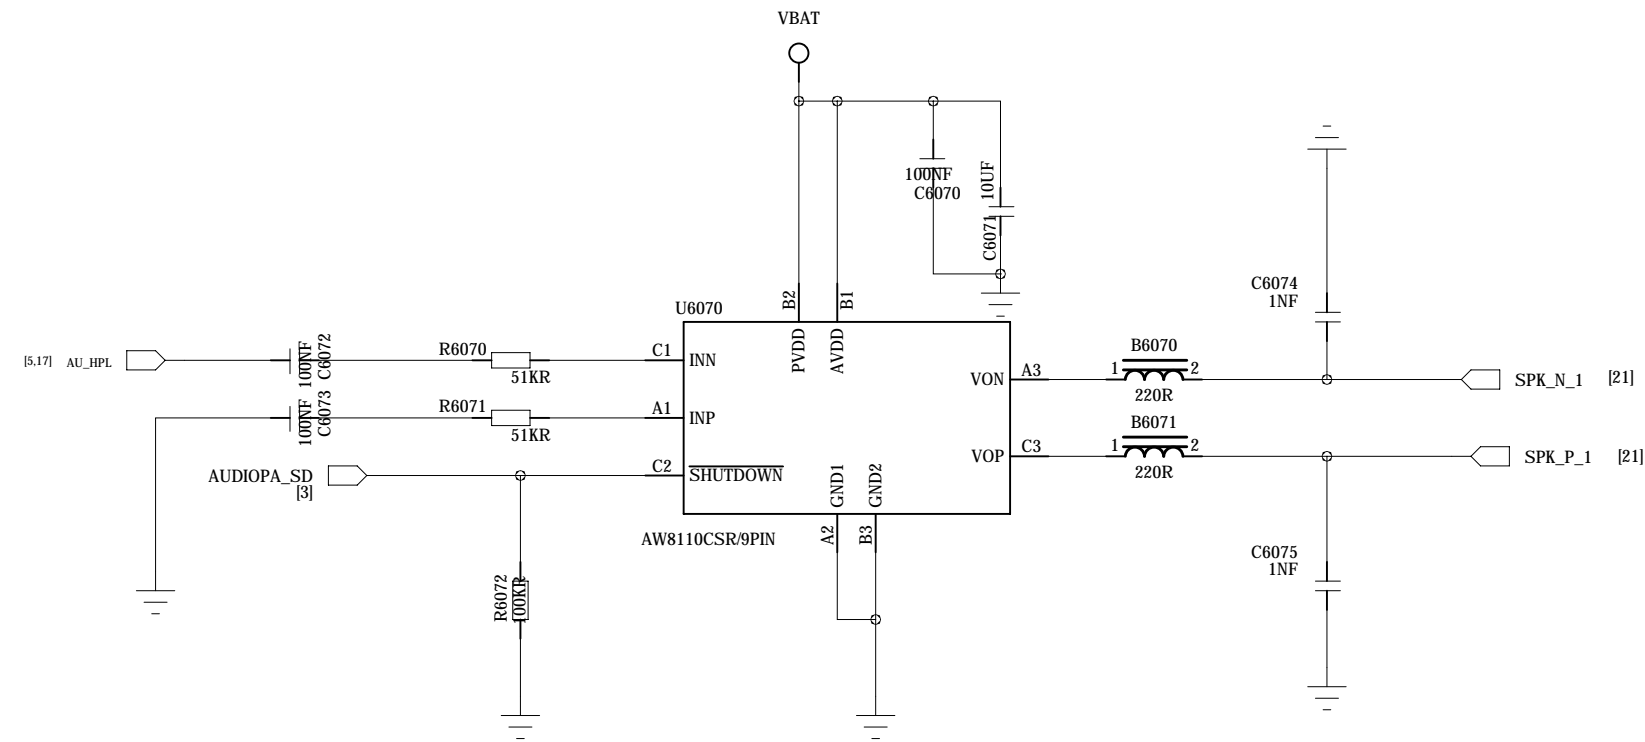 VBAT
100NF
C6070
10UF
C6071
C6074
1NF
U6070
B2
B1
PVDD
AVDD
[5,17] AU_HPL
100NF
C6072
R6070
51KR
C1
INN
100NF
C6073
R6071
51KR
A1
INP
AUDIOPA_SD
[3]
C2
SHUTDOWN
GND1
GND2
A2
B3
AW8110CSR/9PIN
R6072
100KR
VON
A3
B6070
1
2
220R
SPK_N_1 [21]
VOP
C3
B6071
1
2
220R
SPK_P_1 [21]
C6075
1NF